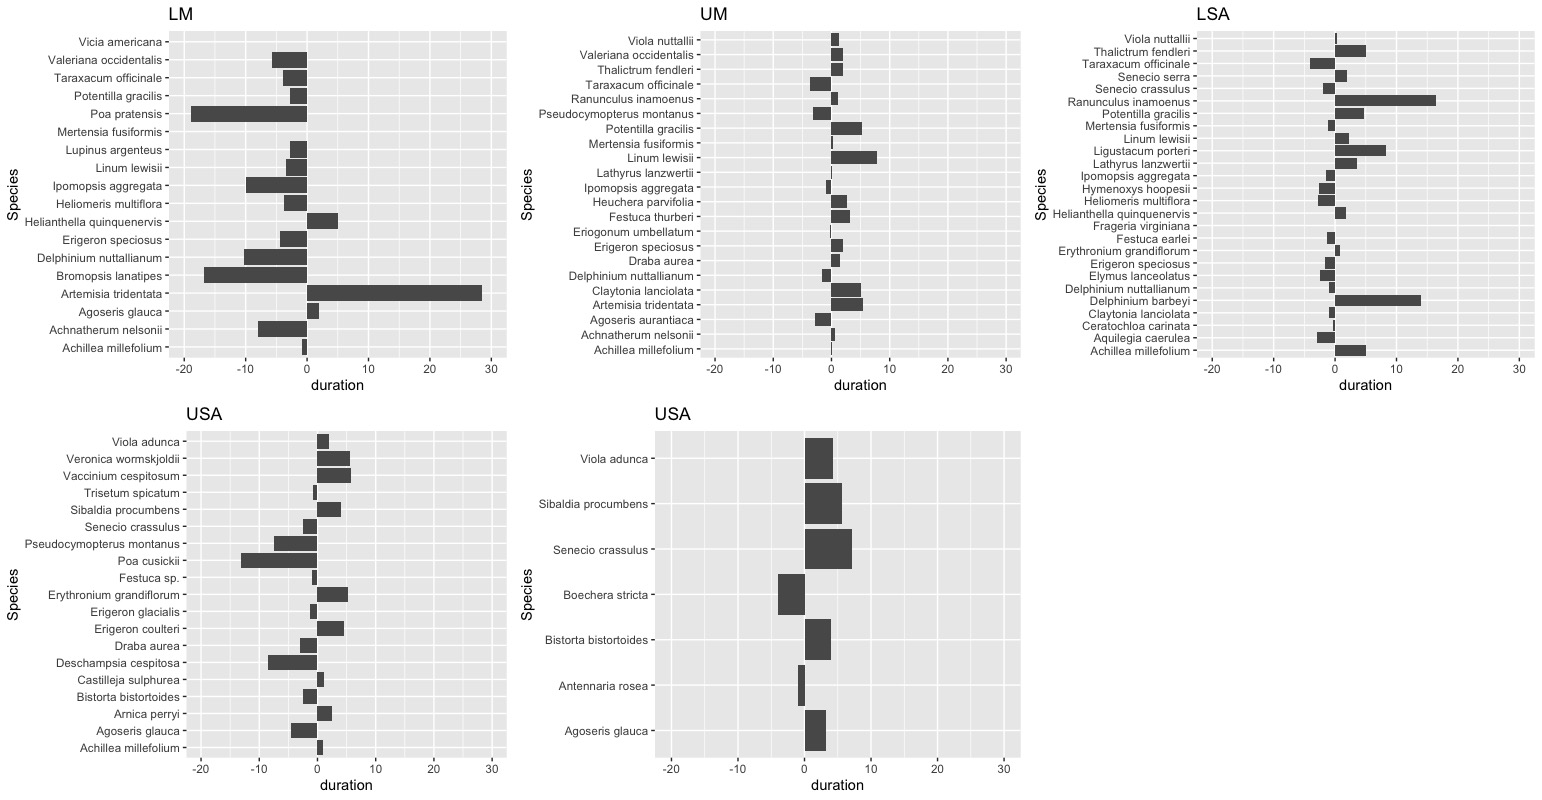 LM
Species
Vicia americana
Valeriana occidentalis
Taraxacum officinale
Potentilla gracilis
Poa pratensis
Mertensia fusiformis
Lupinus argenteus
Linum lewisii
Ipomopsis aggregata
Heliomeris multiflora
Helianthella quinquenervis
Erigeron speciosus
Delphinium nuttallianum
Bromopsis lanatipes
Artemisia tridentata
Agoseris glauca
Achnatherum nelsonii
Achillea millefolium
-20 -10 0 10 20 30
duration
UM
Species
Viola nuttallii
Valeriana occidentalis
Thalictrum fendleri
Taraxacum officinale
Ranunculus inamoenus
Pseudocymopterus montanus
Potentilla gracilis
Mertensia fusiformis
Linum lewisii
Lathyrus lanzwertii
Ipomopsis aggregata
Heuchera parvifolia
Festuca thurberi
Eriogonum umbellatum
Erigeron speciosus
Draba aurea
Delphinium nuttallianum
Claytonia lanciolata
Artemisia tridentata
Agoseris aurantiaca
Achnatherum nelsonii
Achillea millefolium
-20 -10 0 10 20 30
duration
LSA
Species
Viola nuttallii
Thalictrum fendleri
Taraxacum officinale
Senecio serra
Senecio crassulus
Ranunculus inamoenus
Potentilla gracilis
Mertensia fusiformis
Linum lewisii
Ligustacum porteri
Lathyrus lanzwertii
Ipomopsis aggregata
Hymenoxys hoopesii
Heliomeris multiflora
Helianthella quinquenervis
Frageria virginiana
Festuca earlei
Erythronium grandiflorum
Erigeron speciosus
Elymus lanceolatus
Delphinium nuttallianum
Delphinium barbeyi
Claytonia lanciolata
Ceratochloa carinata
Aquilegia caerulea
Achillea millefolium
-20 -10 0 10 20 30
duration
USA
Species
Viola adunca
Veronica wormskjoldii
Vaccinium cespitosum
Trisetum spicatum
Sibaldia procumbens
Senecio crassulus
Pseudocymopterus montanus
Poa cusickii
Festuca sp.
Erythronium grandiflorum
Erigeron glacialis
Erigeron coulteri
Draba aurea
Deschampsia cespitosa
Castilleja sulphurea
Bistorta bistortoides
Arnica perryi
Agoseris glauca
Achillea millefolium
-20 -10 0 10 20 30
duration
USA
Species
Viola adunca
Sibaldia procumbens
Senecio crassulus
Boechera stricta
Bistorta bistortoides
Antennaria rosea
Agoseris glauca
-20 -10 0 10 20 30
duration